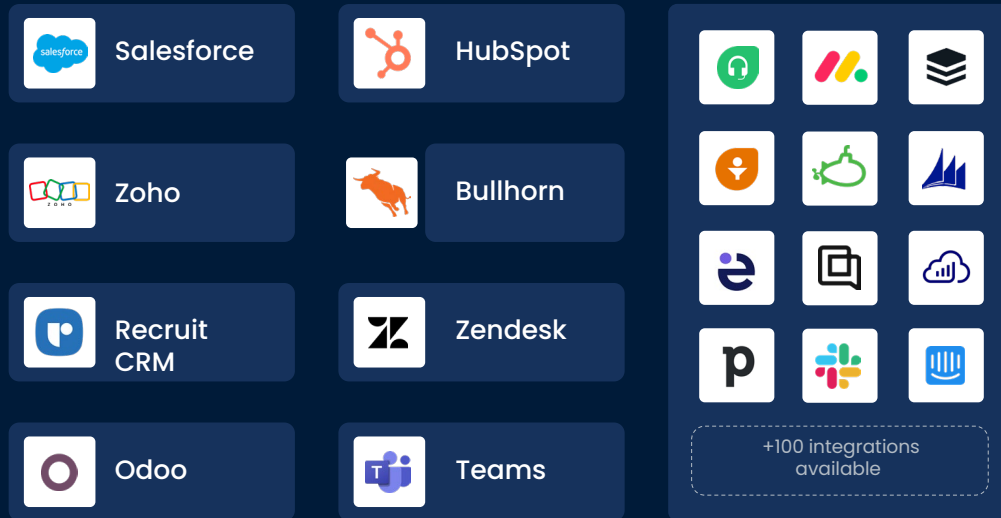 salesforce
Salesforce
HubSpot
ZOHO
Zoho
Bullhorn
Recruit
CRM
Zendesk
Odoo
T
Teams
p
+100 integrations
available